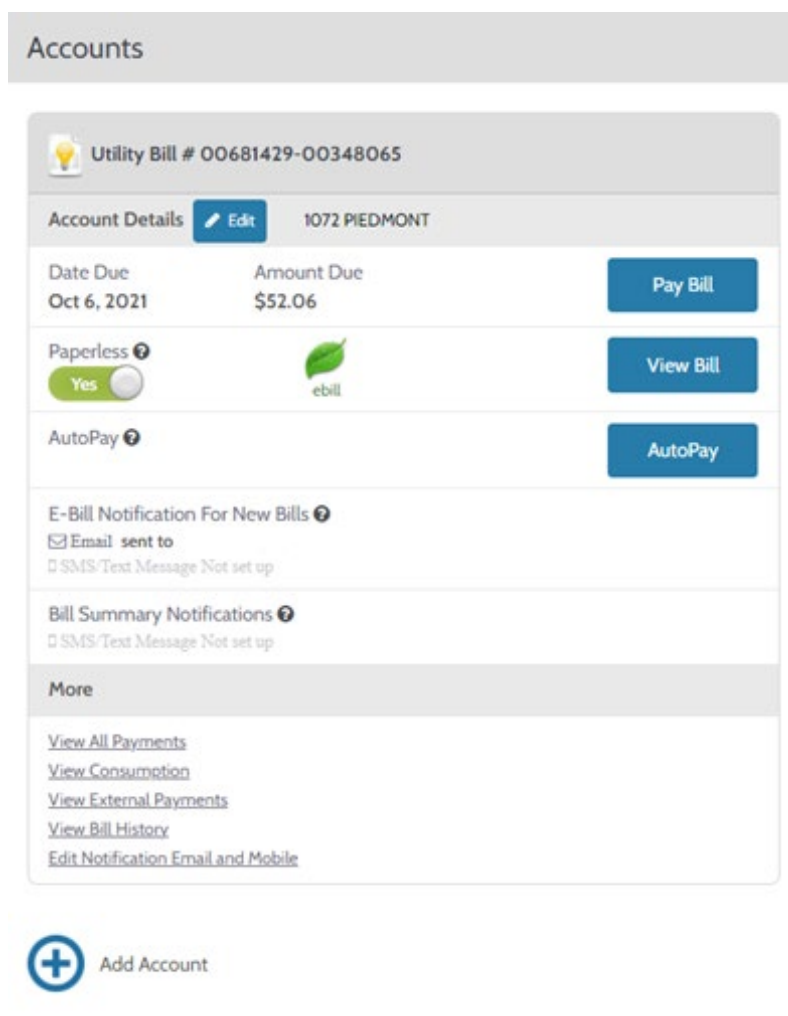 Accounts
Utility Bill # 00681429-00348065
Account Details Edit 1072 PIEDMONT
Date Due Amount Due
Oct 6, 2021 $52.06
Pay Bill
Paperless
Yes
ebill
View Bill
AutoPay
AutoPay
E-Bill Notification For New Bills
Email sent to
SMS/Text Message Not set up
Bill Summary Notifications
SMS/Text Message Not set up
More
View All Payments
View Consumption
View External Payments
View Bill History
Edit Notification Email and Mobile
Add Account